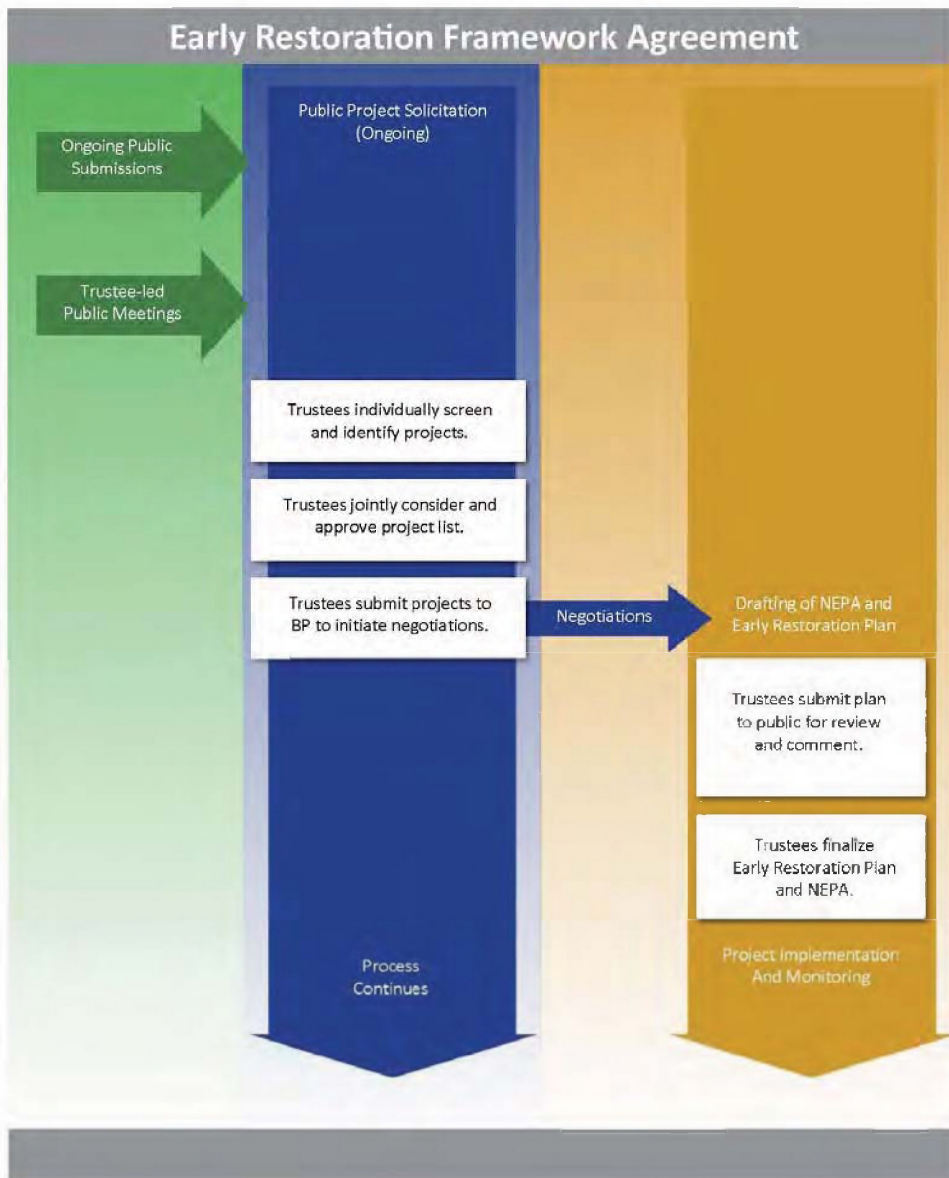 Early Restoration Framework Agreement
Ongoing Public
Submissions
Trustee-led
Public Meetings
Public Project Solicitation
(Ongoing)
Trustees individually screen
and identify projects.
Trustees jointly consider and
approve project list.
Trustees submit projects to
BP to initiate negotiations.
Process
Continues
Negotiations
Drafting of NEPA and
Early Restoration Plan
Trustees submit plan
to public for review
and comment.
Trustees finalize
Early Restoration Plan
and NEPA.
Project Implementation
And Monitoring